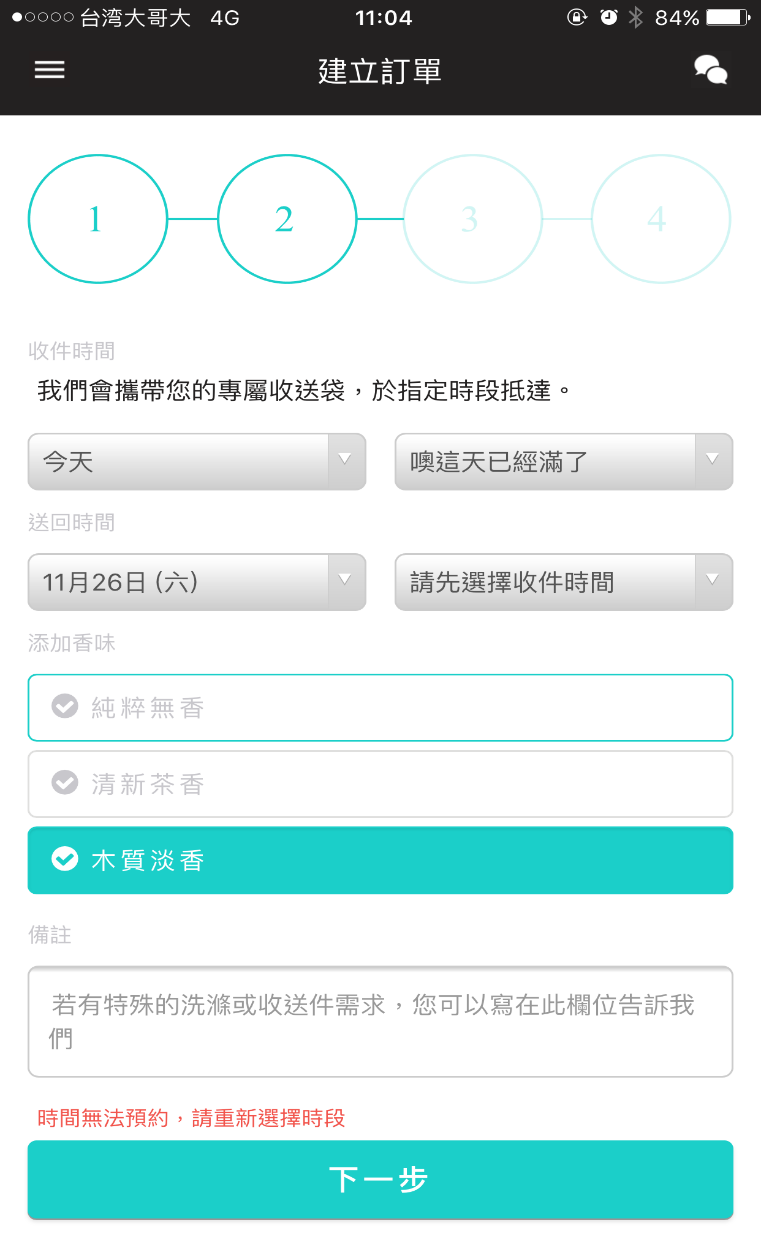 台湾大哥大 4G 11:04 84%
建立訂單
1 2 3 4
收件時間
我們會攜帶您的專屬收送袋，於指定時段抵達。
今天 噢這天已經滿了
送回時間
11月26日 (六) 請先選擇收件時間
添加香味
純粹無香
清新茶香
木質淡香
備註
若有特殊的洗滌或收送件需求，您可以寫在此欄位告訴我
們
時間無法預約，請重新選擇時段
下一步